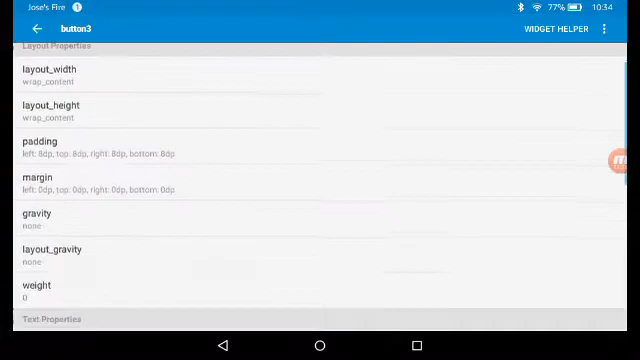 Jose's Fire 1 77% 10:34
button3 WIDGET HELPER
Layout Properties
layout_width
wrap_content
layout_height
wrap_content
padding
left: 8dp, top: 8dp, right: 8dp, bottom: 8dp
margin
left: 0dp, top: 0dp, right: 0dp, bottom: 0dp
gravity
none
layout_gravity
none
weight
0
Text Properties